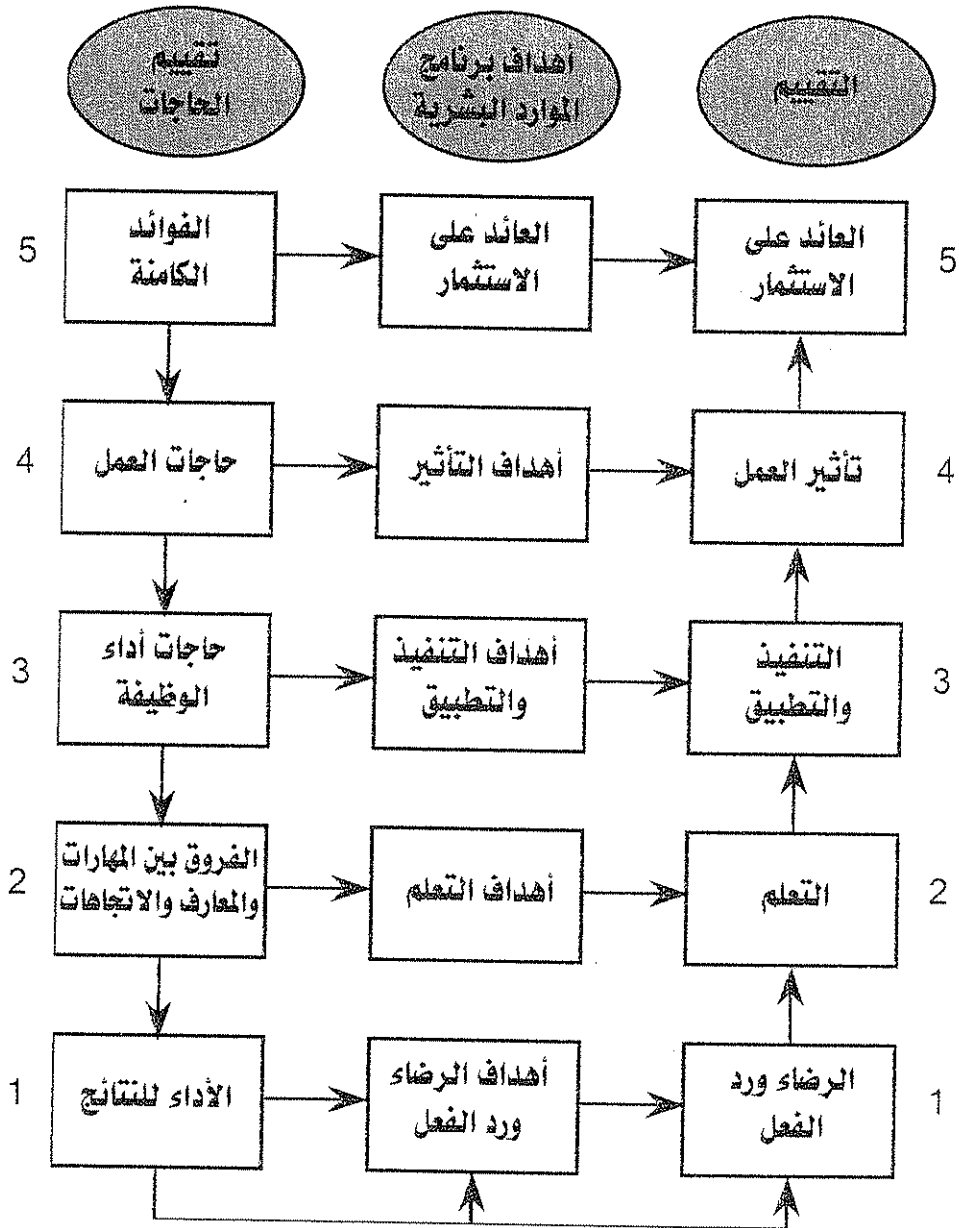 تقييم
الحاجات
أهداف برنامج
الموارد البشرية
التقييم
5
الفوائد
الكامنة
العائد على
الاستثمار
العائد على
الاستثمار
5
4
حاجات العمل
أهداف التأثير
تأثير العمل
4
3
حاجات أداء
الوظيفة
أهداف التنفيذ
والتطبيق
التنفيذ
والتطبيق
3
2
الفروق بين المهارات
والمعارف والاتجاهات
أهداف التعلم
التعلم
2
1
الأداء للنتائج
أهداف الرضاء
ورد الفعل
الرضاء ورد
الفعل
1